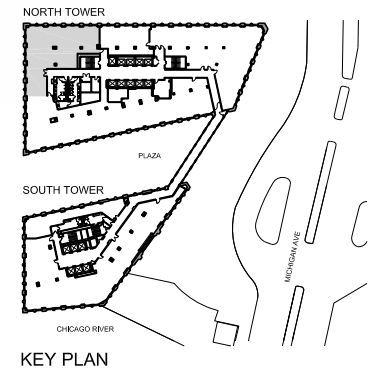 NORTH TOWER
PLAZA
SOUTH TOWER
MICHIGAN AVE
CHICAGO RIVER
KEY PLAN